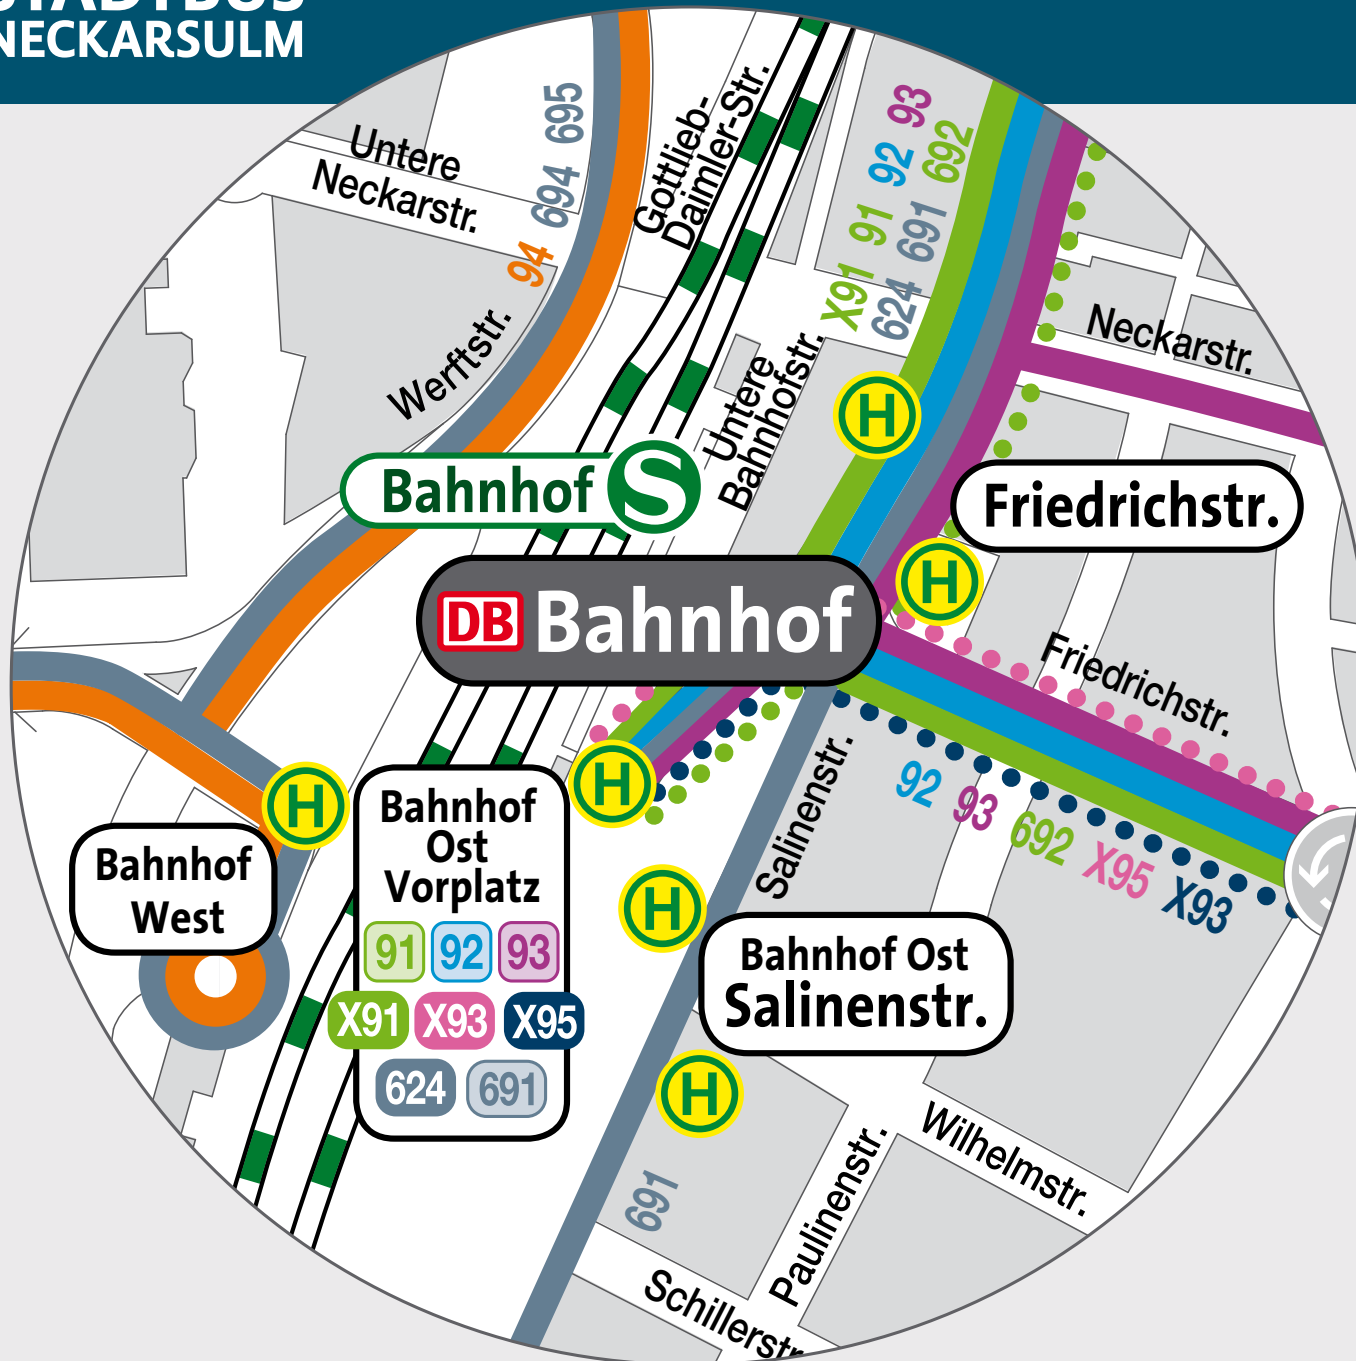 STADTBUS
NECKARSULM
Untere
Neckarstr.
94 694 695
Gottlieb-
Daimler-Str.
X91 91 92 93
624 691 692
Werftstr.
Untere
Bahnhofstr.
Neckarstr.
H
Bahnhof S
Friedrichstr.
H
DB Bahnhof
Friedrichstr.
H
H
Bahnhof
West
Bahnhof
Ost
Vorplatz
91 92 93
X91 X93 X95
624 691
Salinenstr.
92 93 692 X95 X93
H
Bahnhof Ost
Salinenstr.
H
691
Wilhelmstr.
Paulinenstr.
Schillerstr